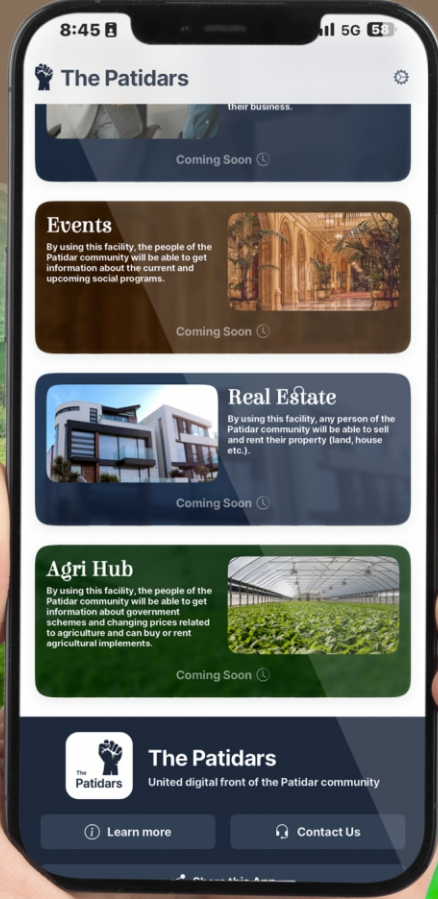 8:45
5G 58
The Patidars
their business.
Coming Soon
Events
By using this facility, the people of the
Patidar community will be able to get
information about the current and
upcoming social programs.
Coming Soon
Real Estate
By using this facility, any person of the
Patidar community will be able to sell
and rent their property (land, house
etc.).
Coming Soon
Agri Hub
By using this facility, the people of the
Patidar community will be able to get
information about government
schemes and changing prices related
to agriculture and can buy or rent
agricultural implements.
Coming Soon
The
Patidars
The Patidars
United digital front of the Patidar community
Learn more
Contact Us
Share this App